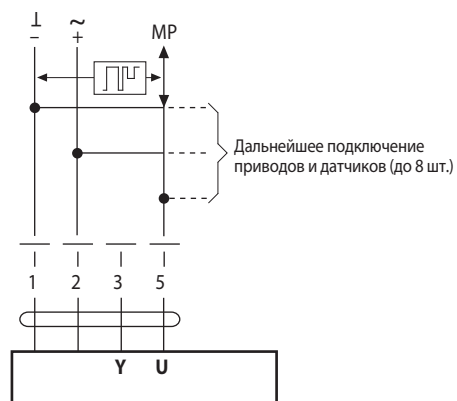 ⊥ ~ MP
– +
Дальнейшее подключение
приводов и датчиков (до 8 шт.)
1 2 3 5
Y U